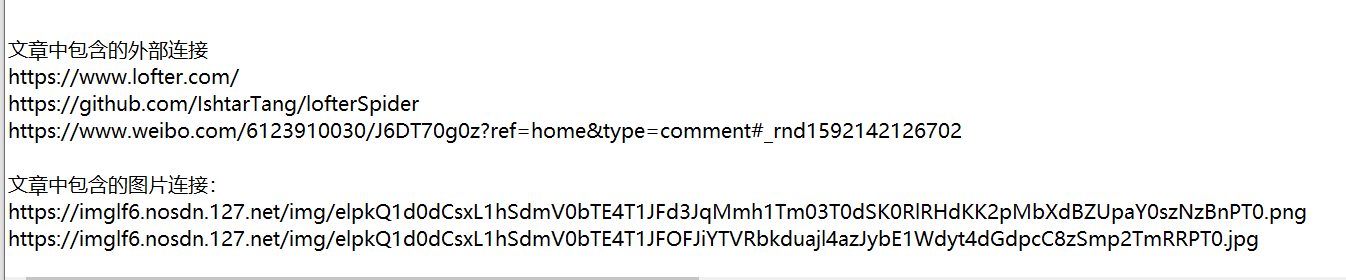 文章中包含的外部连接
https://www.lofter.com/
https://github.com/IshtarTang/lofterSpider
https://www.weibo.com/6123910030/J6DT70g0z?ref=home&type=comment#_rnd1592142126702
文章中包含的图片连接：
https://imglf6.nosdn.127.net/img/elpkQ1d0dCsxL1hSdmV0bTE4T1JFd3JqMmh1Tm03T0dSK0RlRHdKK2pMbXdBZUpaY0szNzBnPT0.png
https://imglf6.nosdn.127.net/img/elpkQ1d0dCsxL1hSdmV0bTE4T1JFOFJiYTVRbkduajl4azJybE1Wdyt4dGdpcC8zSmp2TmRRPT0.jpg